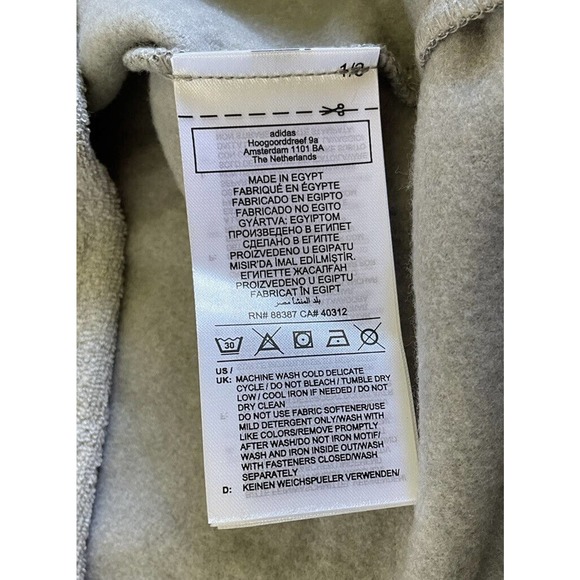 1/8
adidas
Hoogoorddreef 9a
Amsterdam 1101 BA
The Netherlands
MADE IN EGYPT
FABRIQUÉ EN ÉGYPTE
FABRICADO EN EGIPTO
FABRICADO NO EGITO
GYÁRTVA: EGYIPTOM
ПРОИЗВЕДЕНО В ЕГИПЕТ
СДЕЛАНО В ЕГИПТЕ
PROIZVEDENO U EGIPATU
MISIR'DA İMAL EDİLMİŞTİR.
ЕГИПЕТТЕ ЖАСАЛҒАН
PROIZVEDENO U EGIPTU
FABRICAT ÎN EGIPT
بلد المنشأ مصر
RN# 88387 CA# 40312
30
US /
UK: MACHINE WASH COLD DELICATE
CYCLE / DO NOT BLEACH / TUMBLE DRY
LOW / COOL IRON IF NEEDED / DO NOT
DRY CLEAN
DO NOT USE FABRIC SOFTENER/USE
MILD DETERGENT ONLY/WASH WITH
LIKE COLORS/REMOVE PROMPTLY
AFTER WASH/DO NOT IRON MOTIF/
WASH AND IRON INSIDE OUT/WASH
WITH FASTENERS CLOSED/WASH
SEPARATELY
D: KEINEN WEICHSPUELER VERWENDEN/